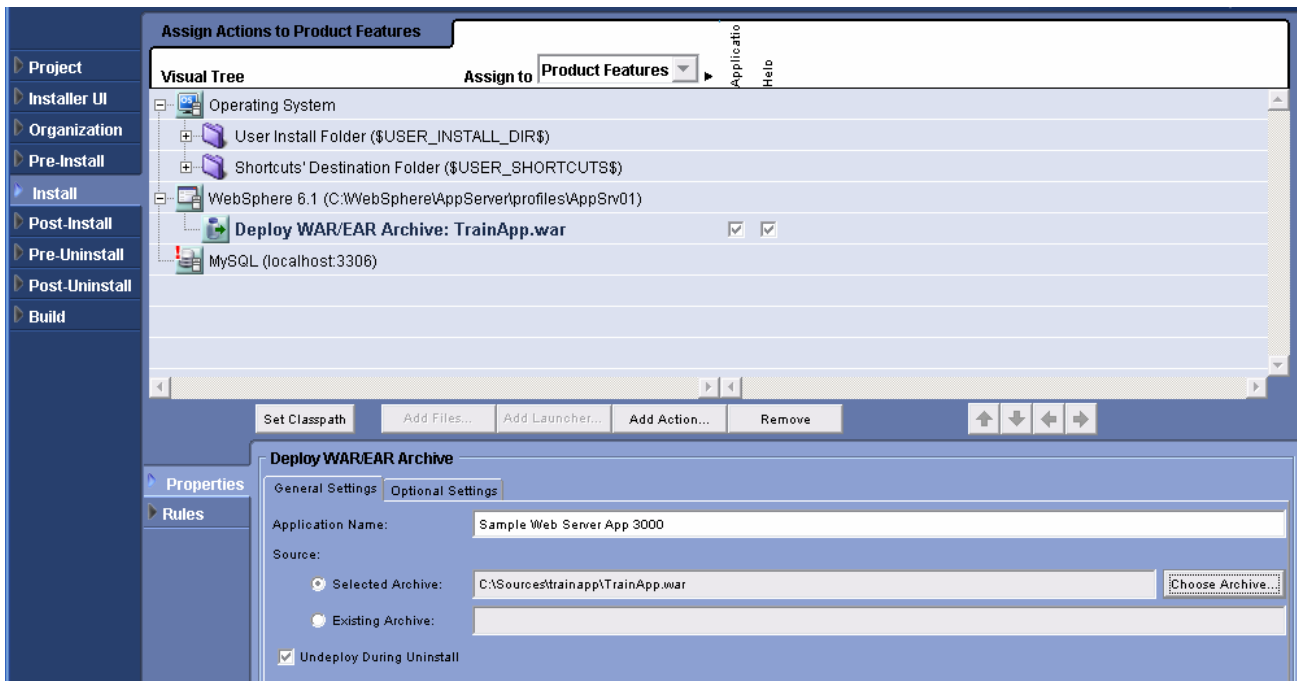 Assign Actions to Product Features
Visual Tree
Assign to
Product Features
Applicatio
Help
Project
Installer UI
Organization
Pre-Install
Install
Post-Install
Pre-Uninstall
Post-Uninstall
Build
Operating System
User Install Folder ($USER_INSTALL_DIR$)
Shortcuts' Destination Folder ($USER_SHORTCUTS$)
WebSphere 6.1 (C:\WebSphere\AppServer\profiles\AppSrv01)
Deploy WAR/EAR Archive: TrainApp.war
MySQL (localhost:3306)
Set Classpath
Add Files...
Add Launcher...
Add Action...
Remove
Properties
Rules
Deploy WAR/EAR Archive
General Settings
Optional Settings
Application Name:
Sample Web Server App 3000
Source:
Selected Archive:
C:\Sources\trainapp\TrainApp.war
Choose Archive...
Existing Archive:
Undeploy During Uninstall